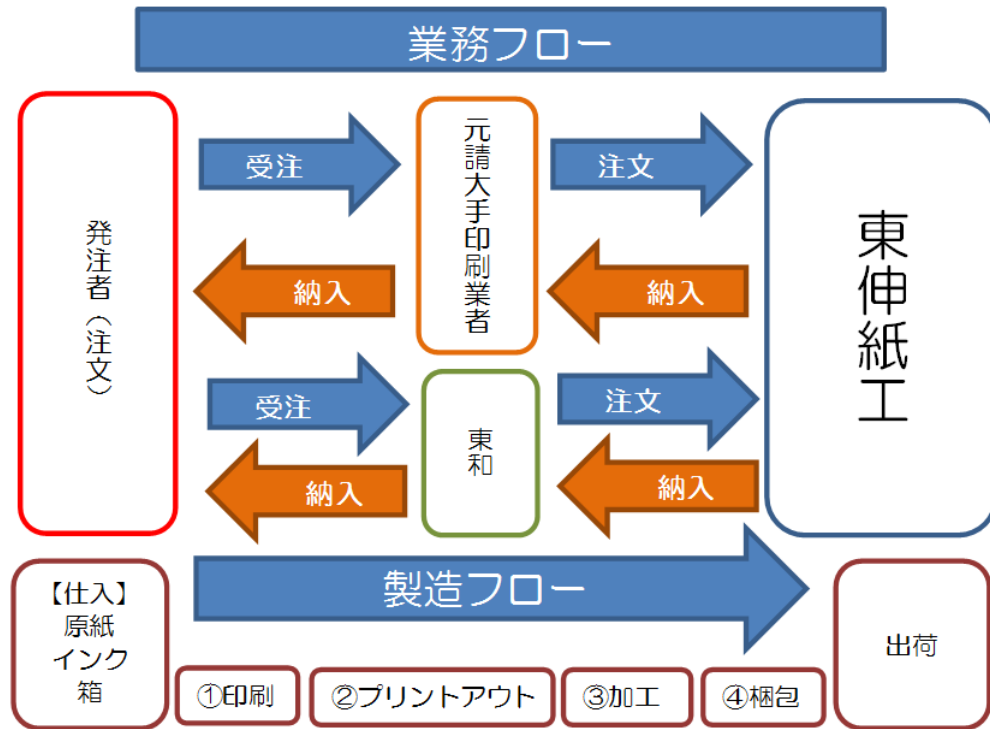 業務フロー
発注者（注文）
受注
元請大手印刷業者
注文
東伸紙工
納入
納入
受注
東和
注文
納入
納入
製造フロー
【仕入】
原紙
インク
箱
①印刷
②プリントアウト
③加工
④梱包
出荷